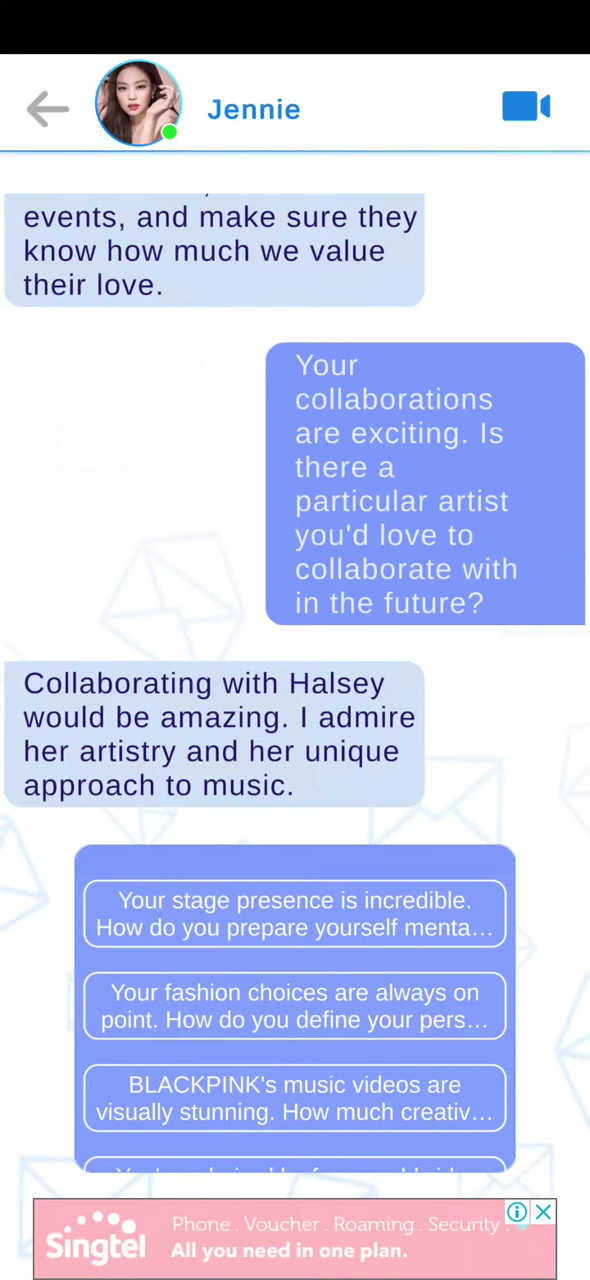 Jennie
events, and make sure they
know how much we value
their love.
Your
collaborations
are exciting. Is
there a
particular artist
you'd love to
collaborate with
in the future?
Collaborating with Halsey
would be amazing. I admire
her artistry and her unique
approach to music.
Your stage presence is incredible.
How do you prepare yourself menta...
Your fashion choices are always on
point. How do you define your pers...
BLACKPINK's music videos are
visually stunning. How much creativ...
Singtel
Phone . Voucher . Roaming . Security .
All you need in one plan.